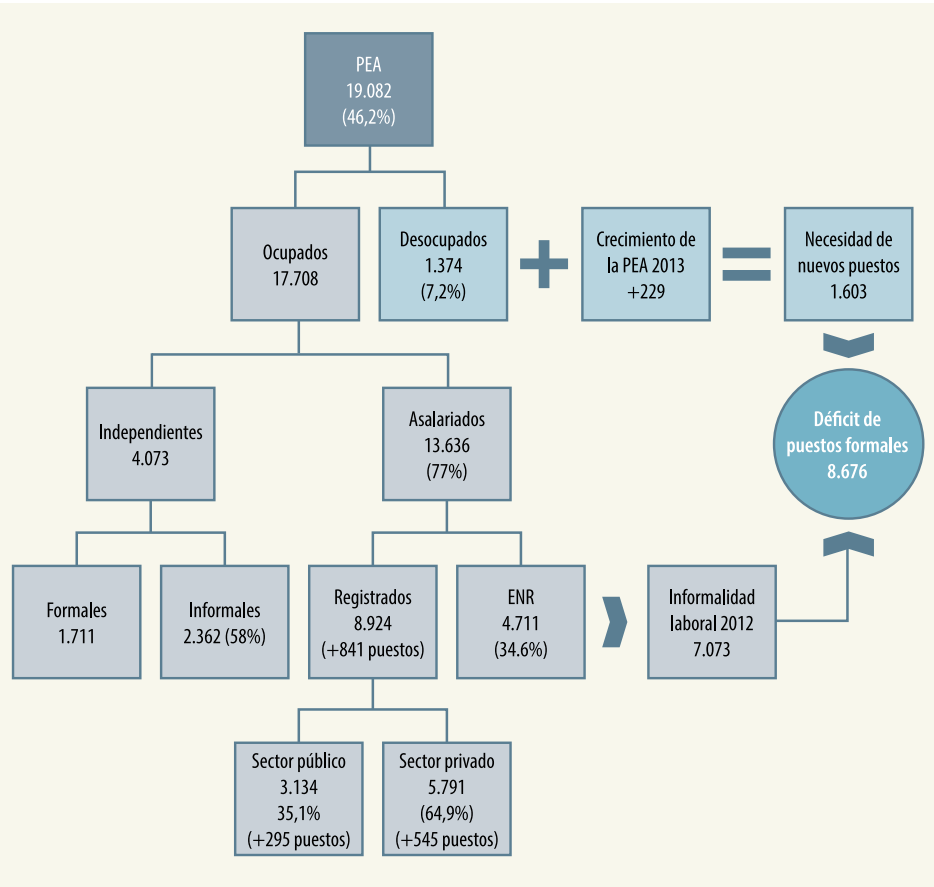 PEA
19.082
(46,2%)
Ocupados
17.708
Desocupados
1.374
(7,2%)
Crecimiento de
la PEA 2013
+229
Necesidad de
nuevos puestos
1.603
Independientes
4.073
Asalariados
13.636
(77%)
Déficit de
puestos formales
8.676
Formales
1.711
Informales
2.362 (58%)
Registrados
8.924
(+841 puestos)
ENR
4.711
(34.6%)
Informalidad
laboral 2012
7.073
Sector público
3.134
35,1%
(+295 puestos)
Sector privado
5.791
(64,9%)
(+545 puestos)